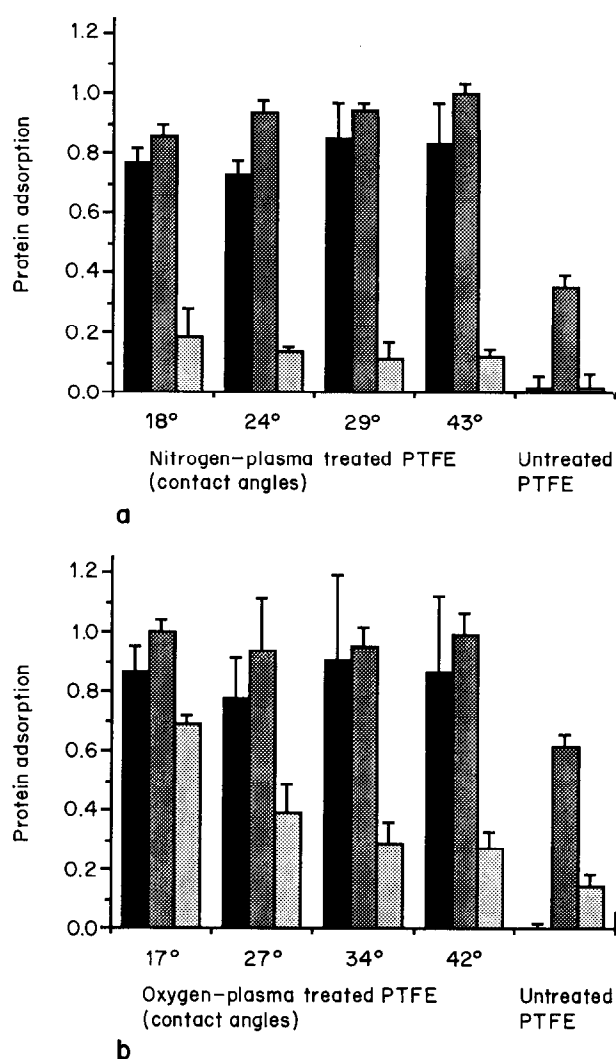 1.2
1.0
0.8
0.6
0.4
0.2
0.0
Protein adsorption
18° 24° 29° 43°
Nitrogen-plasma treated PTFE
(contact angles)
Untreated
PTFE
a
1.2
1.0
0.8
0.6
0.4
0.2
0.0
Protein adsorption
17° 27° 34° 42°
Oxygen-plasma treated PTFE
(contact angles)
Untreated
PTFE
b